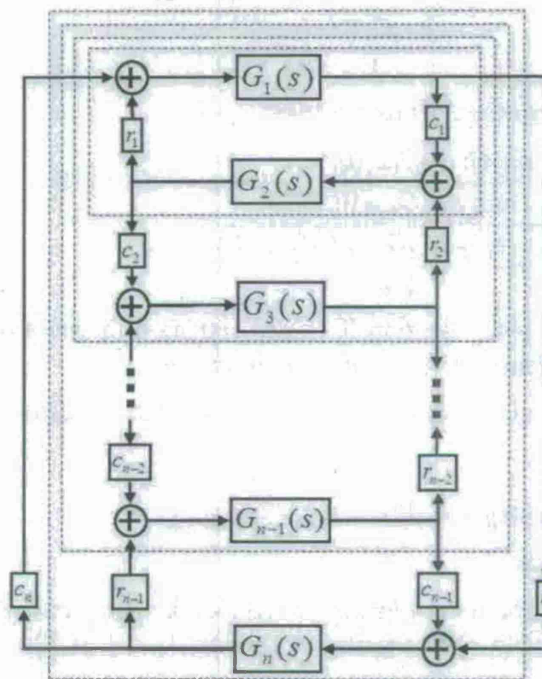 G₁(s)
r₁
c₁
G₂(s)
c₂
r₂
G₃(s)
cₙ₋₂
rₙ₋₂
Gₙ₋₁(s)
cₙ
rₙ₋₁
cₙ₋₁
Gₙ(s)